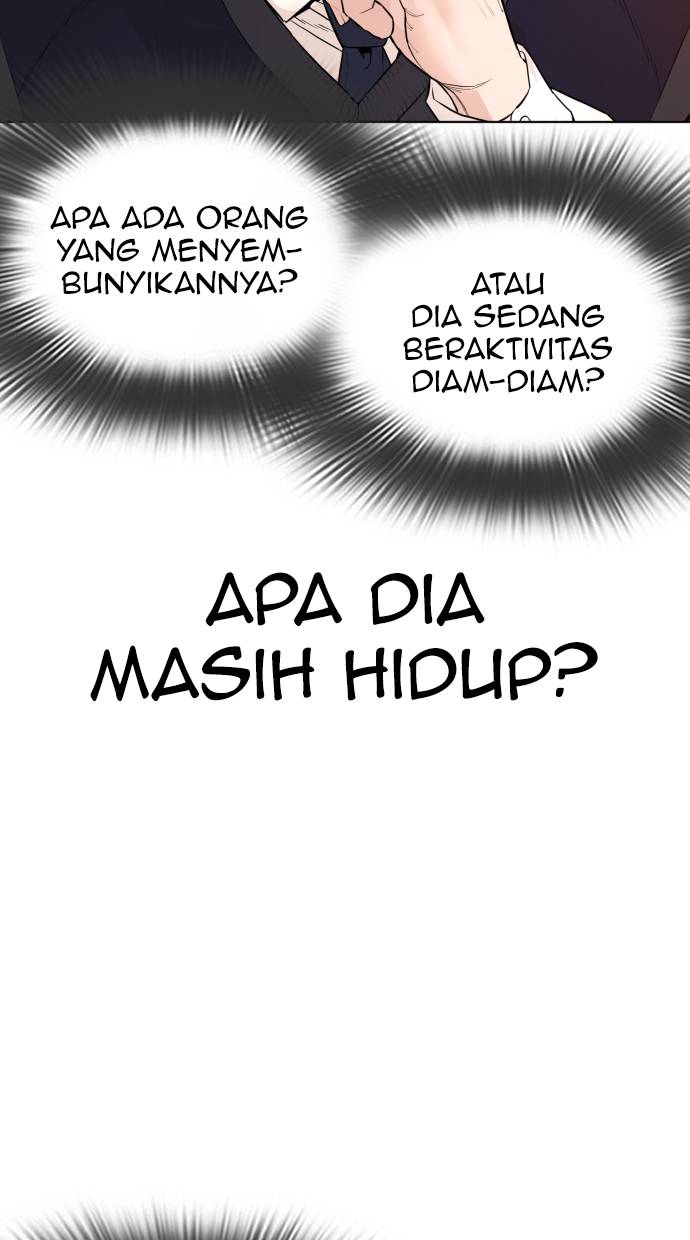 APA ADA ORANG
YANG MENYEM-
BUNYIKANNYA?
ATAU
DIA SEDANG
BERAKTIVITAS
DIAM-DIAM?
APA DIA
MASIH HIDUP?